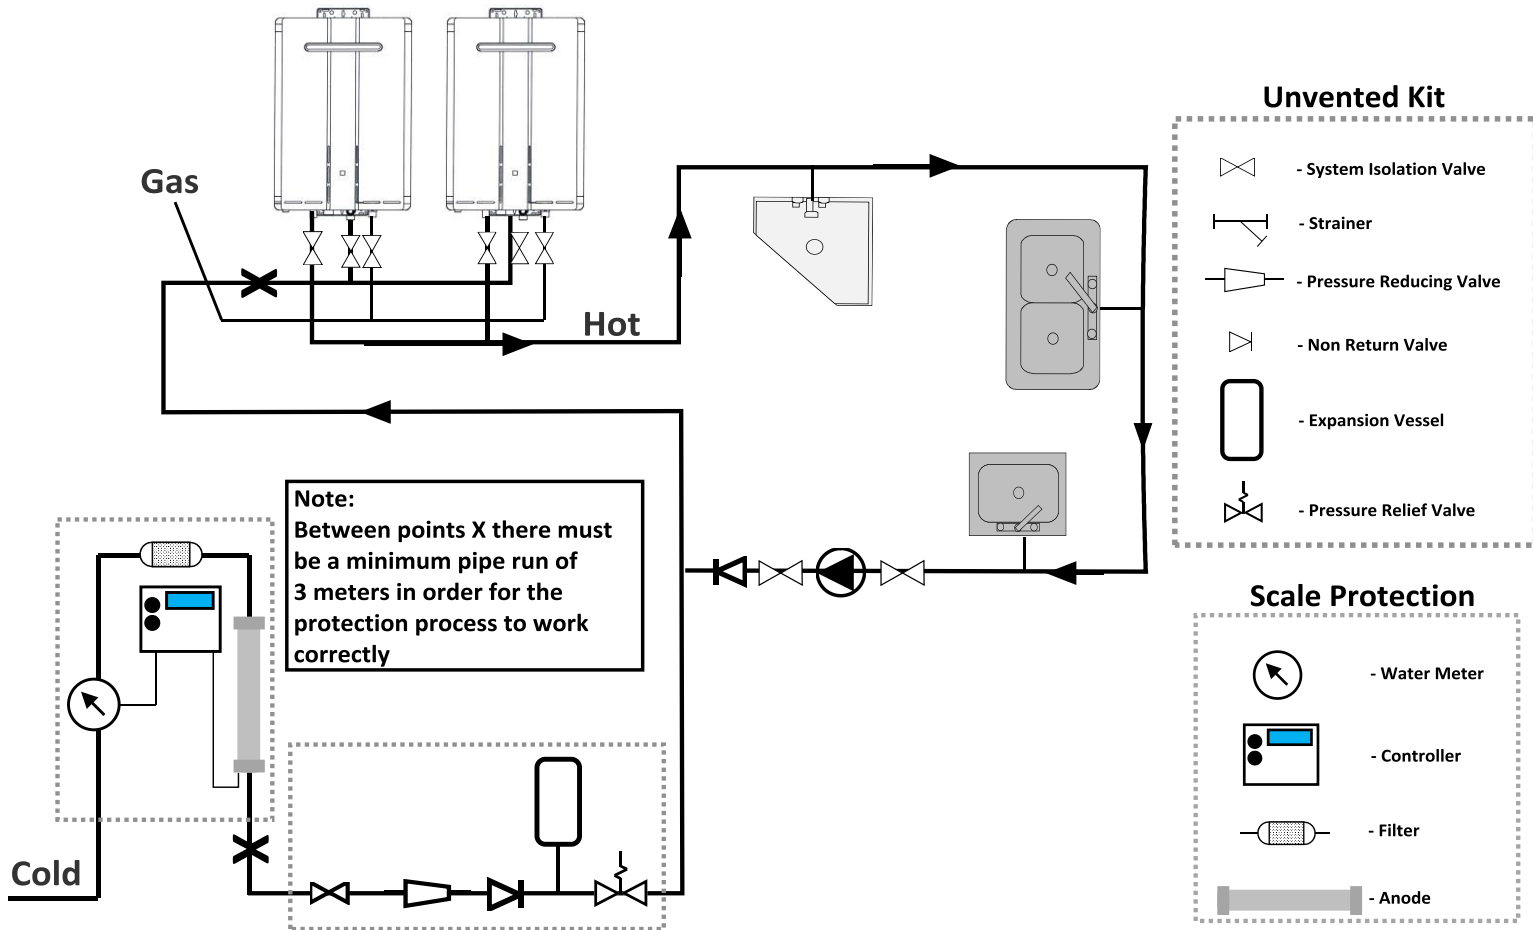 Unvented Kit
- System Isolation Valve
- Strainer
- Pressure Reducing Valve
- Non Return Valve
- Expansion Vessel
- Pressure Relief Valve
Gas
Hot
Note:
Between points X there must
be a minimum pipe run of
3 meters in order for the
protection process to work
correctly
Cold
Scale Protection
- Water Meter
- Controller
- Filter
- Anode